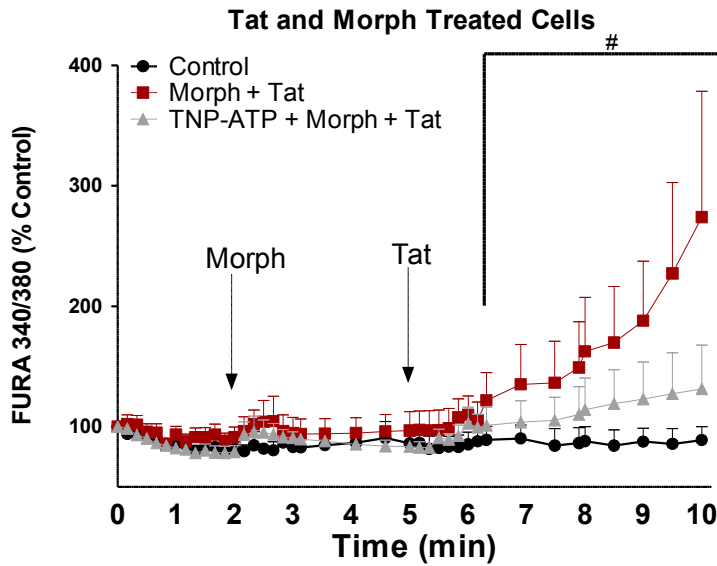 Tat and Morph Treated Cells
#
400
Control
Morph + Tat
TNP-ATP + Morph + Tat
300
FURA 340/380 (% Control)
Morph
Tat
200
100
0 1 2 3 4 5 6 7 8 9 10
Time (min)